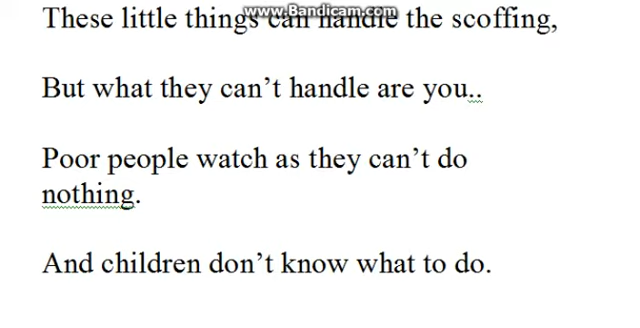 www.Bandicam.com
These little things can handle the scoffing,
But what they can’t handle are you..
Poor people watch as they can’t do
nothing.
And children don’t know what to do.